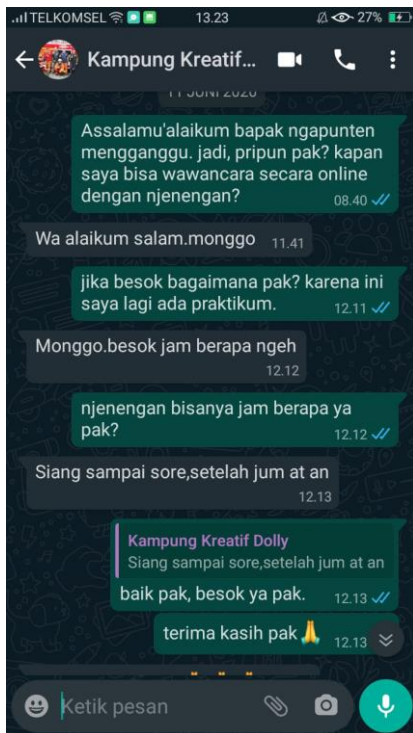 TELKOMSEL 13.23 27%
Kampung Kreatif...
11 JUNI 2020
Assalamu'alaikum bapak ngapunten
mengganggu. jadi, pripun pak? kapan
saya bisa wawancara secara online
dengan njenengan? 08.40
Wa alaikum salam.monggo 11.41
jika besok bagaimana pak? karena ini
saya lagi ada praktikum. 12.11
Monggo.besok jam berapa ngeh
12.12
njenengan bisanya jam berapa ya
pak? 12.12
Siang sampai sore,setelah jum at an
12.13
Kampung Kreatif Dolly
Siang sampai sore,setelah jum at an
baik pak, besok ya pak. 12.13
terima kasih pak🙏 12.13
Ketik pesan